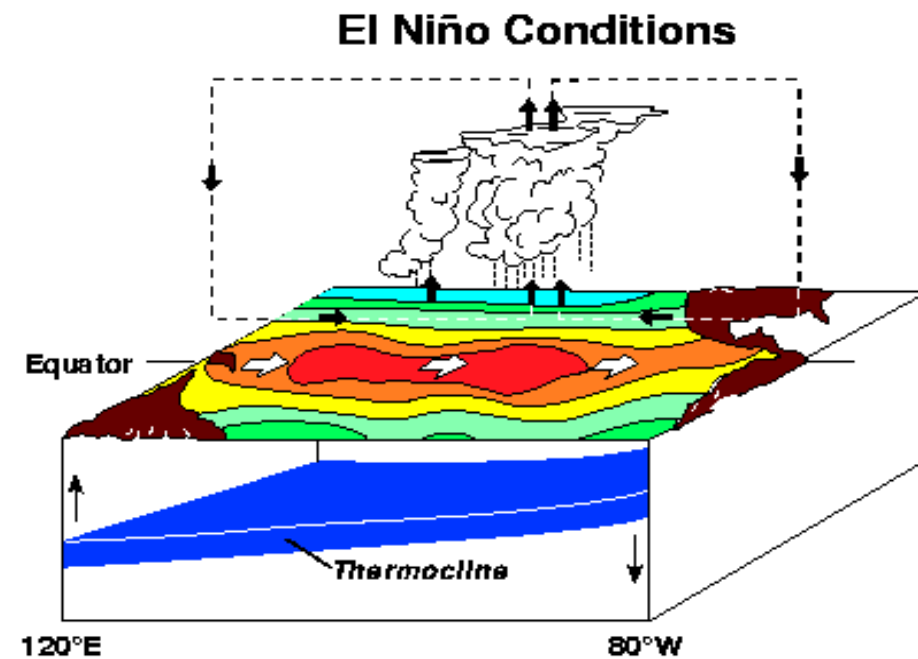 El Niño Conditions
Equator
Thermocline
120°E
80°W